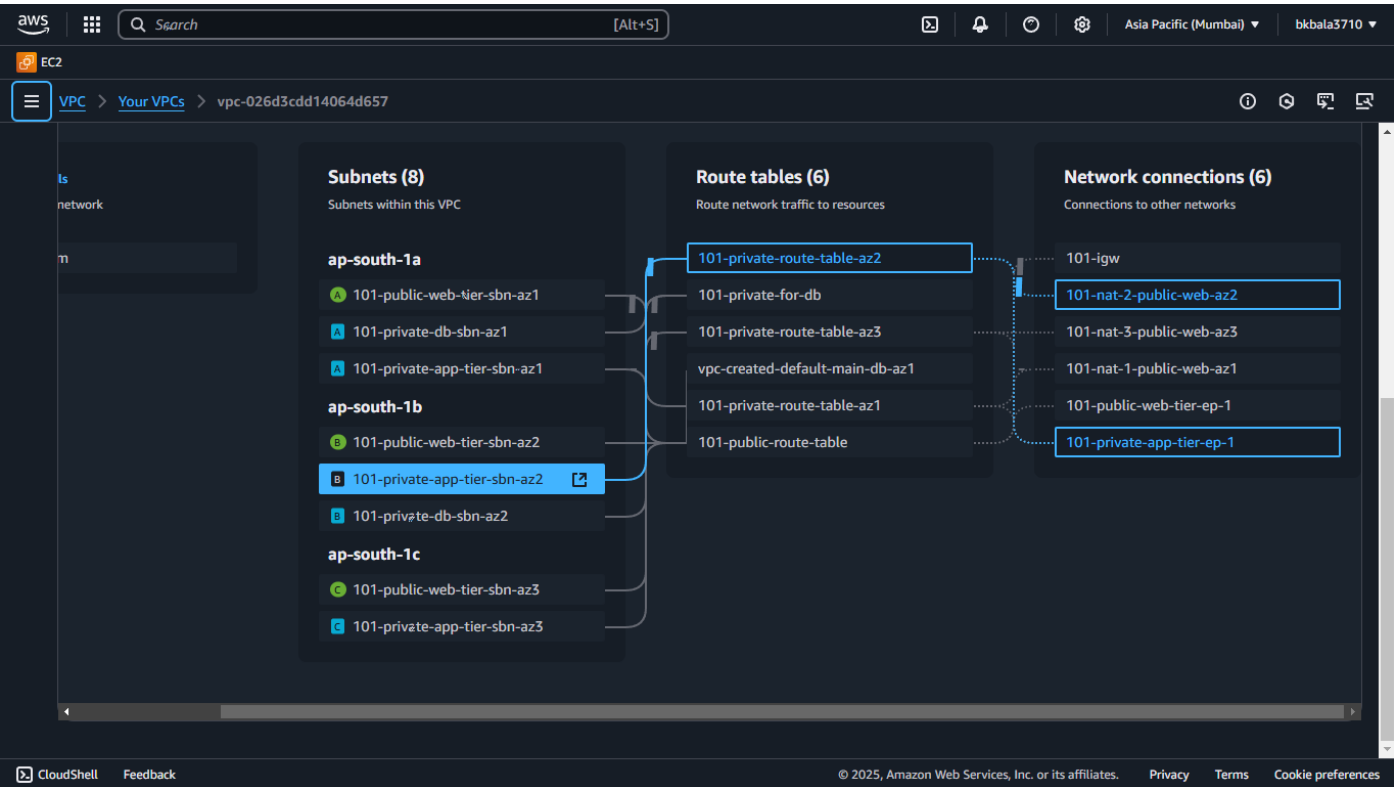 aws
Search [Alt+S]
Asia Pacific (Mumbai) ▼
bkbala3710 ▼
EC2
VPC > Your VPCs > vpc-026d3cdd14064d657
ls
network
m
Subnets (8)
Subnets within this VPC
ap-south-1a
A 101-public-web-tier-sbn-az1
A 101-private-db-sbn-az1
A 101-private-app-tier-sbn-az1
ap-south-1b
B 101-public-web-tier-sbn-az2
B 101-private-app-tier-sbn-az2
B 101-private-db-sbn-az2
ap-south-1c
C 101-public-web-tier-sbn-az3
C 101-private-app-tier-sbn-az3
Route tables (6)
Route network traffic to resources
101-private-route-table-az2
101-private-for-db
101-private-route-table-az3
vpc-created-default-main-db-az1
101-private-route-table-az1
101-public-route-table
Network connections (6)
Connections to other networks
101-igw
101-nat-2-public-web-az2
101-nat-3-public-web-az3
101-nat-1-public-web-az1
101-public-web-tier-ep-1
101-private-app-tier-ep-1
CloudShell Feedback
© 2025, Amazon Web Services, Inc. or its affiliates. Privacy Terms Cookie preferences